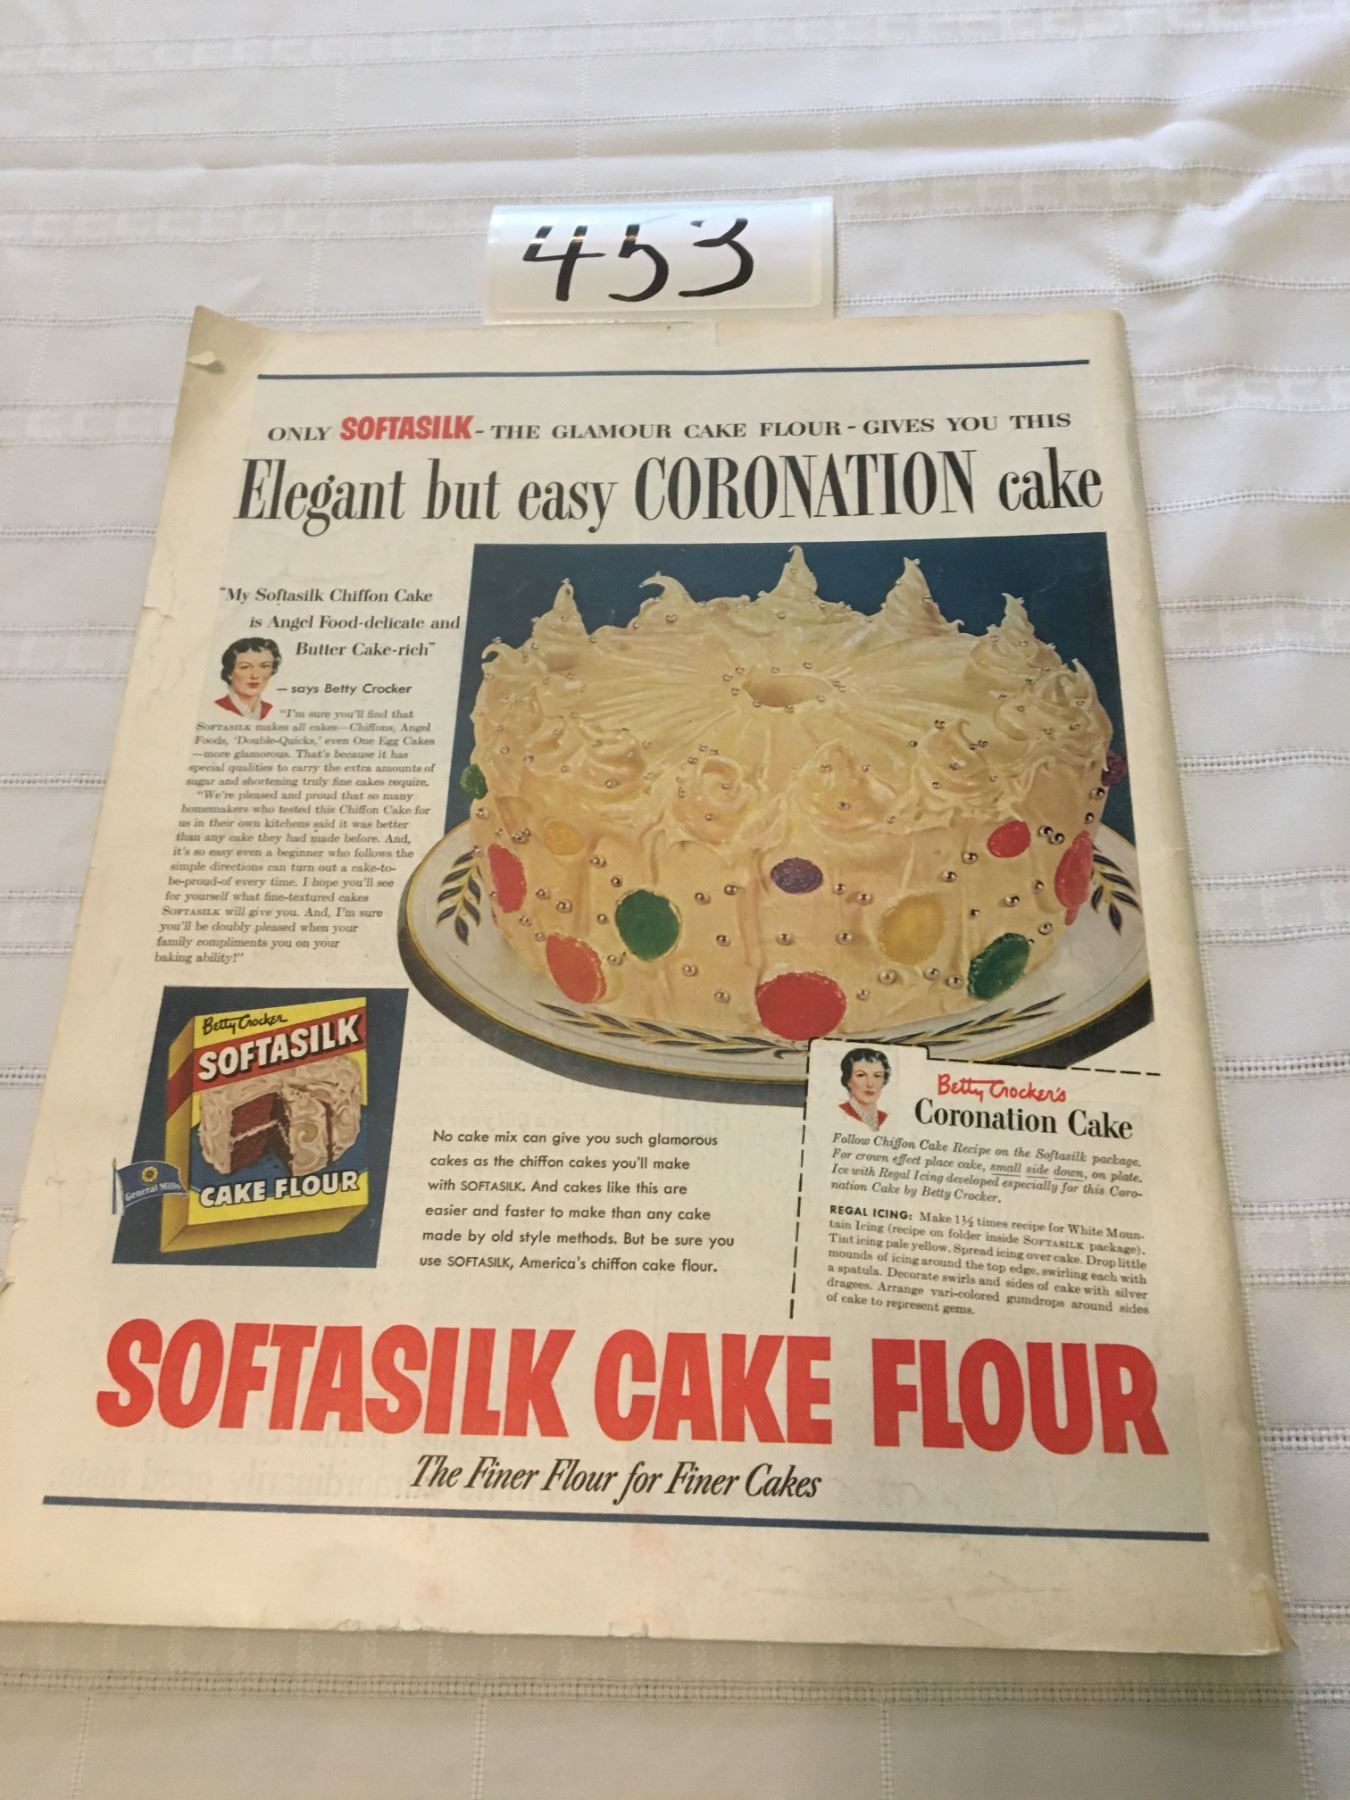 453
ONLY SOFTASILK - THE GLAMOUR CAKE FLOUR - GIVES YOU THIS
Elegant but easy CORONATION cake
"My Softasilk Chiffon Cake
is Angel Food-delicate and
Butter Cake-rich"
— says Betty Crocker
"I'm sure you'll find that
SOFTASILK makes all cakes—Chiffons, Angel
Foods, 'Double-Quicks,' even One Egg Cakes
—more glamorous. That's because it has
special qualities to carry the extra amounts of
sugar and shortening truly fine cakes require.
"We're pleased and proud that so many
homemakers who tested this Chiffon Cake for
us in their own kitchens said it was better
than any cake they had made before. And,
it's so easy even a beginner who follows the
simple directions can turn out a cake-to-
be-proud-of every time. I hope you'll see
for yourself what fine-textured cakes
SOFTASILK will give you. And, I'm sure
you'll be doubly pleased when your
family compliments you on your
baking ability!"
Betty Crocker
SOFTASILK
CAKE FLOUR
General Mills
No cake mix can give you such glamorous
cakes as the chiffon cakes you'll make
with SOFTASILK. And cakes like this are
easier and faster to make than any cake
made by old style methods. But be sure you
use SOFTASILK, America's chiffon cake flour.
Betty Crocker's
Coronation Cake
Follow Chiffon Cake Recipe on the Softasilk package.
For crown effect place cake, small side down, on plate.
Ice with Regal Icing developed especially for this Coro-
nation Cake by Betty Crocker.
REGAL ICING: Make 1½ times recipe for White Moun-
tain Icing (recipe on folder inside SOFTASILK package).
Tint icing pale yellow. Spread icing over cake. Drop little
mounds of icing around the top edge, swirling each with
a spatula. Decorate swirls and sides of cake with silver
dragees. Arrange vari-colored gumdrops around sides
of cake to represent gems.
SOFTASILK CAKE FLOUR
The Finer Flour for Finer Cakes